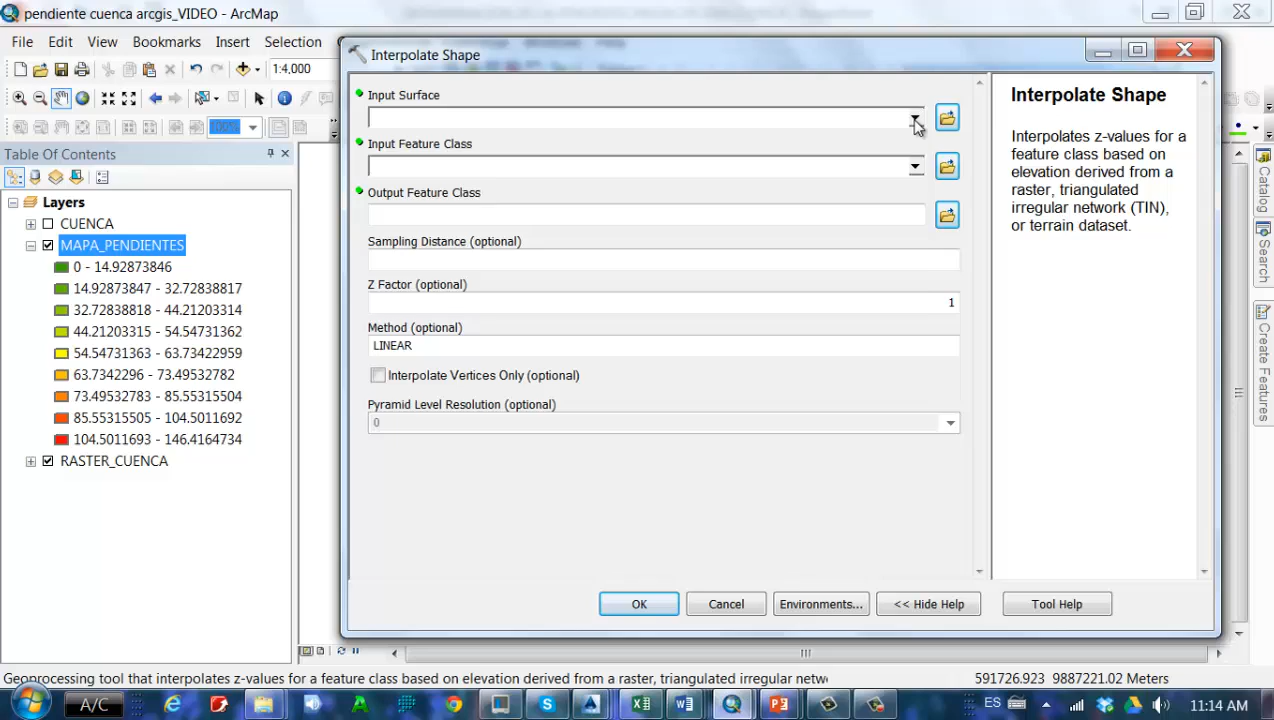 pendiente cuenca arcgis_VIDEO - ArcMap
File Edit View Bookmarks Insert Selection
1:4.000
100%
Table Of Contents
Layers
CUENCA
MAPA_PENDIENTES
0 - 14.92873846
14.92873847 - 32.72838817
32.72838818 - 44.21203314
44.21203315 - 54.54731362
54.54731363 - 63.73422959
63.7342296 - 73.49532782
73.49532783 - 85.55315504
85.55315505 - 104.5011692
104.5011693 - 146.4164734
RASTER_CUENCA
Interpolate Shape
Input Surface
Input Feature Class
Output Feature Class
Sampling Distance (optional)
Z Factor (optional)
1
Method (optional)
LINEAR
Interpolate Vertices Only (optional)
Pyramid Level Resolution (optional)
0
OK Cancel Environments... << Hide Help Tool Help
Interpolate Shape
Interpolates z-values for a
feature class based on
elevation derived from a
raster, triangulated
irregular network (TIN),
or terrain dataset.
Catalog
Search
Create Features
Geoprocessing tool that interpolates z-values for a feature class based on elevation derived from a raster, triangulated irregular netw
591726.923 9887221.02 Meters
A/C
ES
11:14 AM